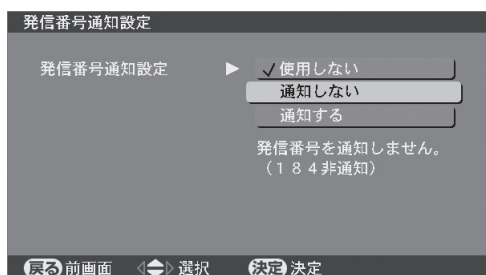 発信番号通知設定
発信番号通知設定 ▶ ✓使用しない
通知しない
通知する
発信番号を通知しません。
(184非通知)
戻る 前画面 選択 決定 決定